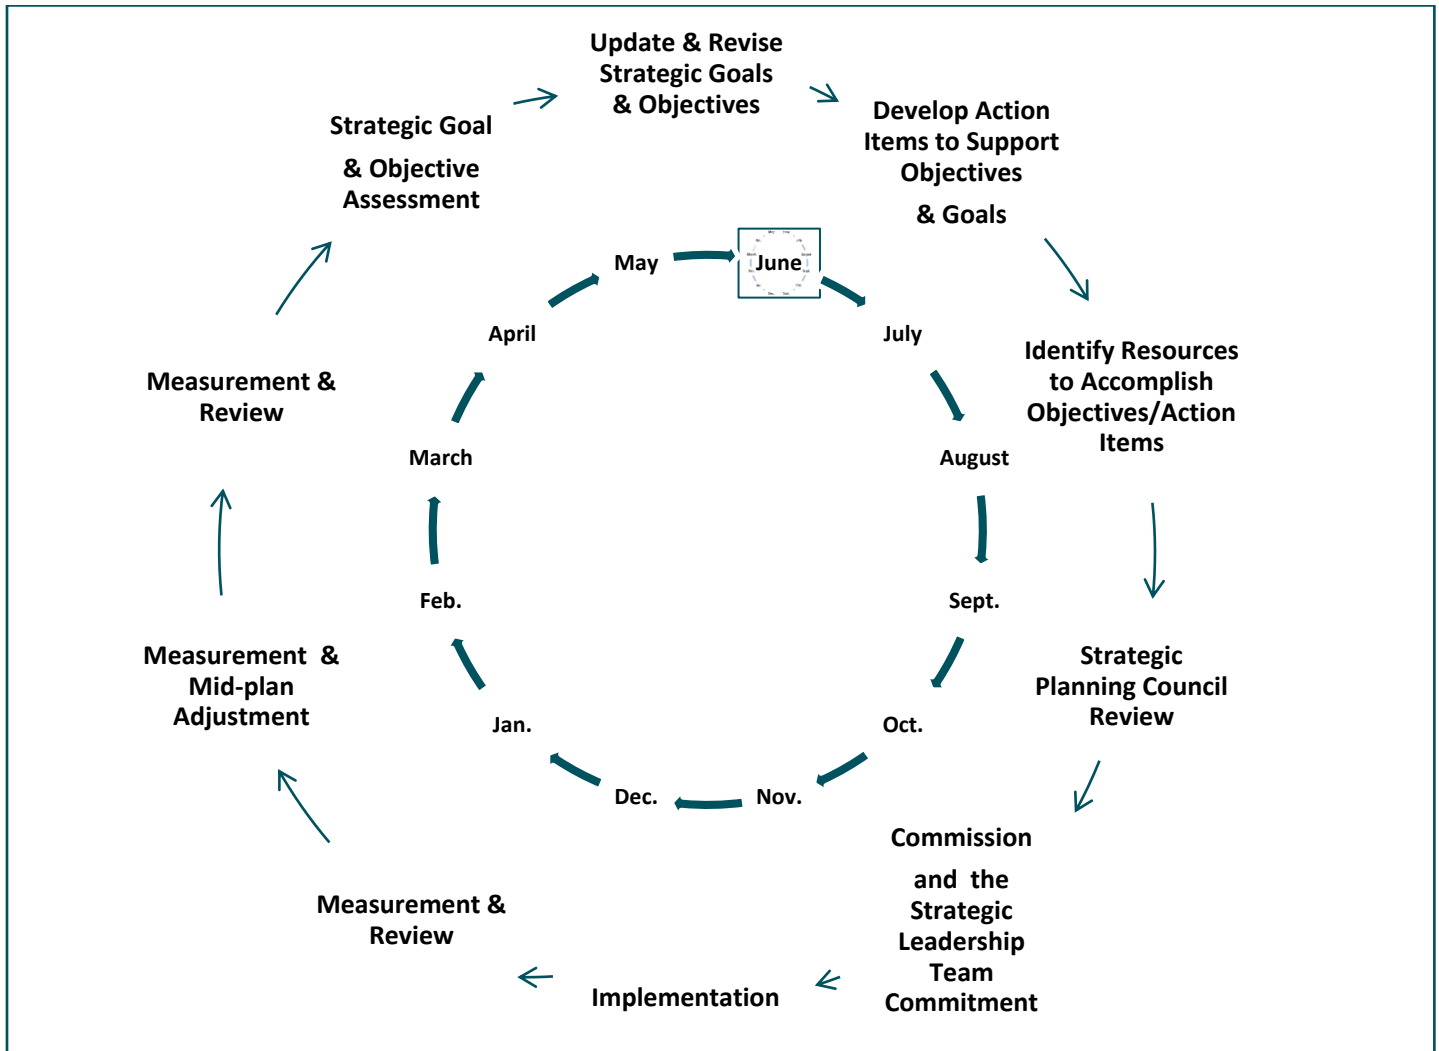 Update & Revise
Strategic Goals
& Objectives
Develop Action
Items to Support
Objectives
& Goals
Identify Resources
to Accomplish
Objectives/Action
Items
Strategic
Planning Council
Review
Commission
and the
Strategic
Leadership
Team
Commitment
Implementation
Measurement &
Review
Measurement &
Mid-plan
Adjustment
Measurement &
Review
Strategic Goal
& Objective
Assessment
May
June
July
August
Sept.
Oct.
Nov.
Dec.
Jan.
Feb.
March
April